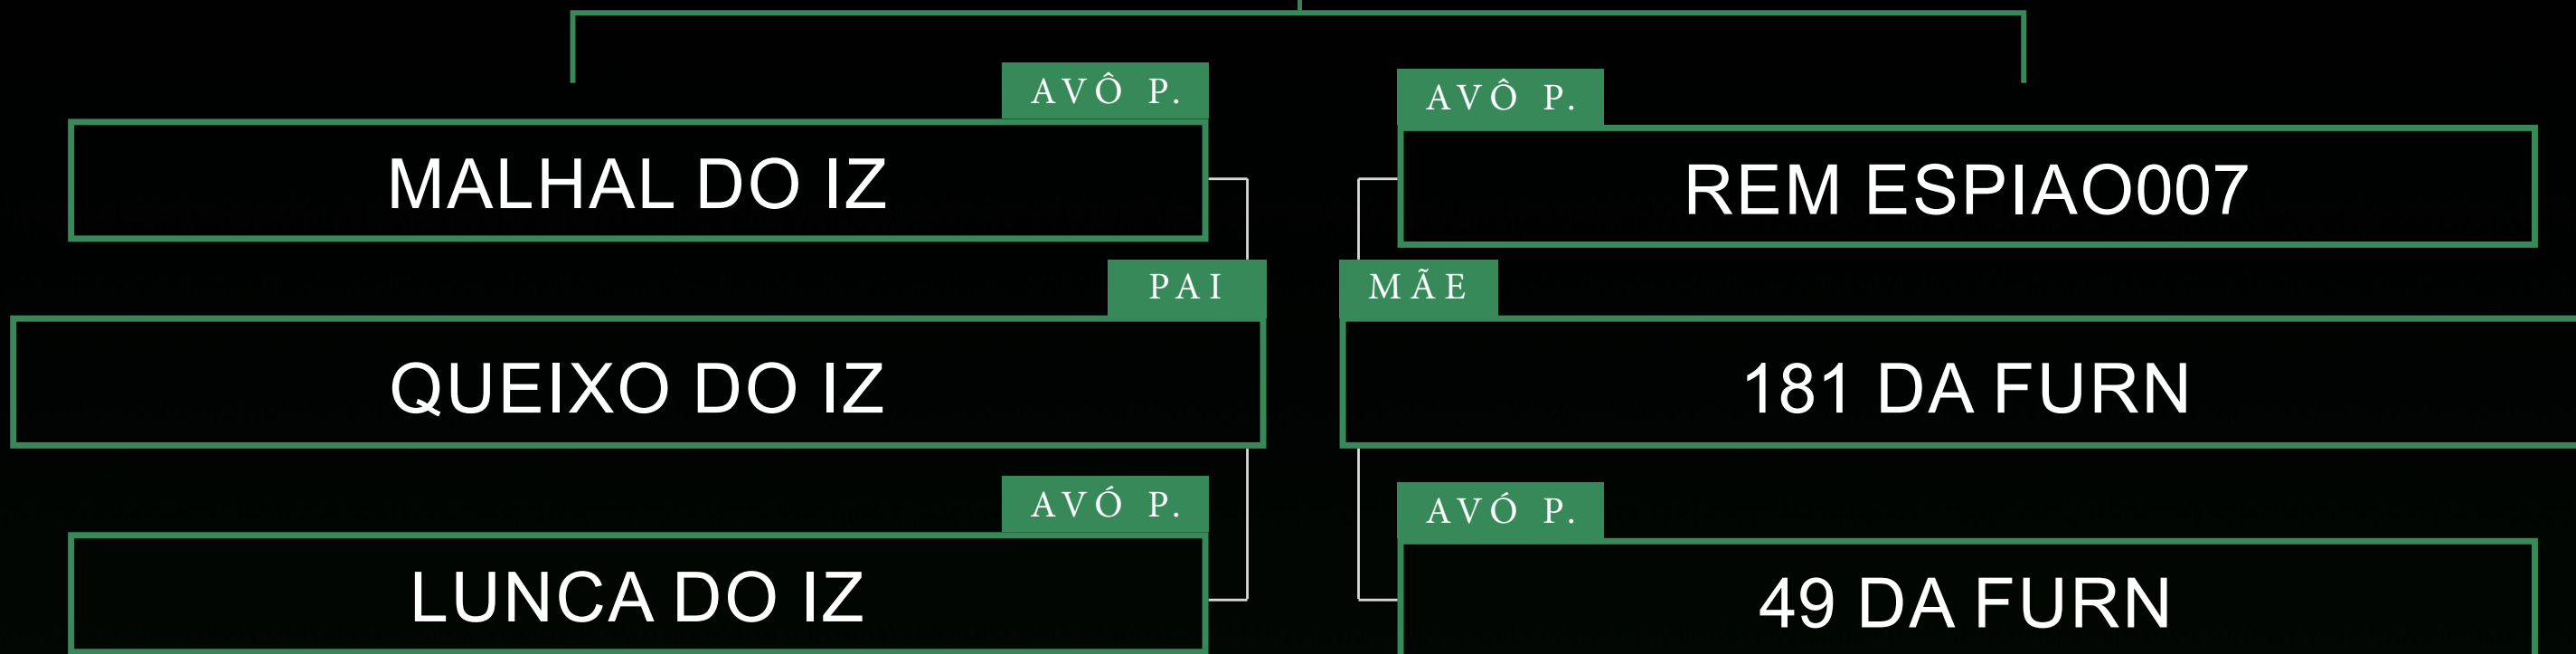 AVÔ P.
MALHAL DO IZ
PAI
QUEIXO DO IZ
AVÓ P.
LUNCA DO IZ
AVÔ P.
REM ESPIAO007
MÃE
181 DA FURN
AVÓ P.
49 DA FURN